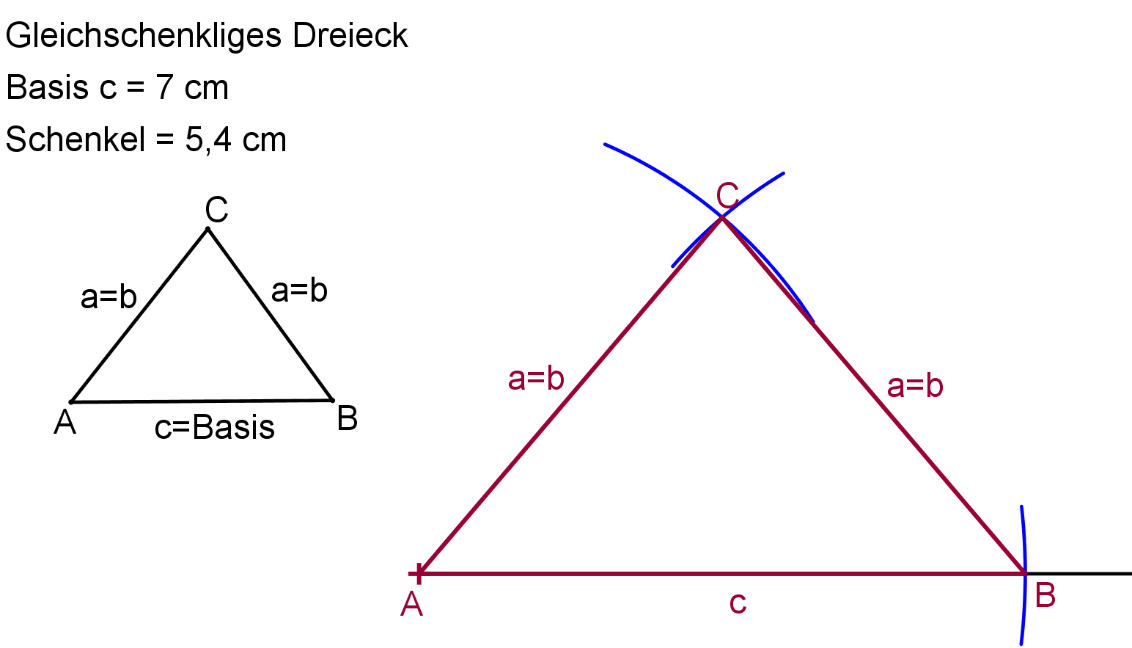 Gleichschenkliges Dreieck
Basis c = 7 cm
Schenkel = 5,4 cm
C
a=b
a=b
A
c=Basis
B
C
a=b
a=b
A
c
B